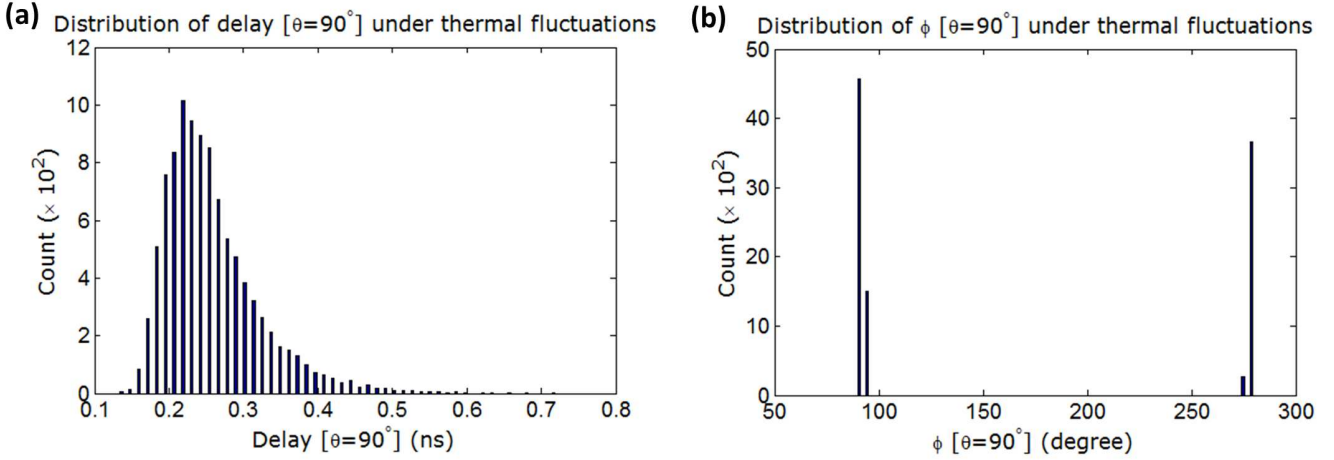 (a)
Distribution of delay [θ=90°] under thermal fluctuations
Count (× 10²)
12
10
8
6
4
2
0
0.1 0.2 0.3 0.4 0.5 0.6 0.7 0.8
Delay [θ=90°] (ns)
(b)
Distribution of ϕ [θ=90°] under thermal fluctuations
Count (× 10²)
50
40
30
20
10
0
50 100 150 200 250 300
ϕ [θ=90°] (degree)